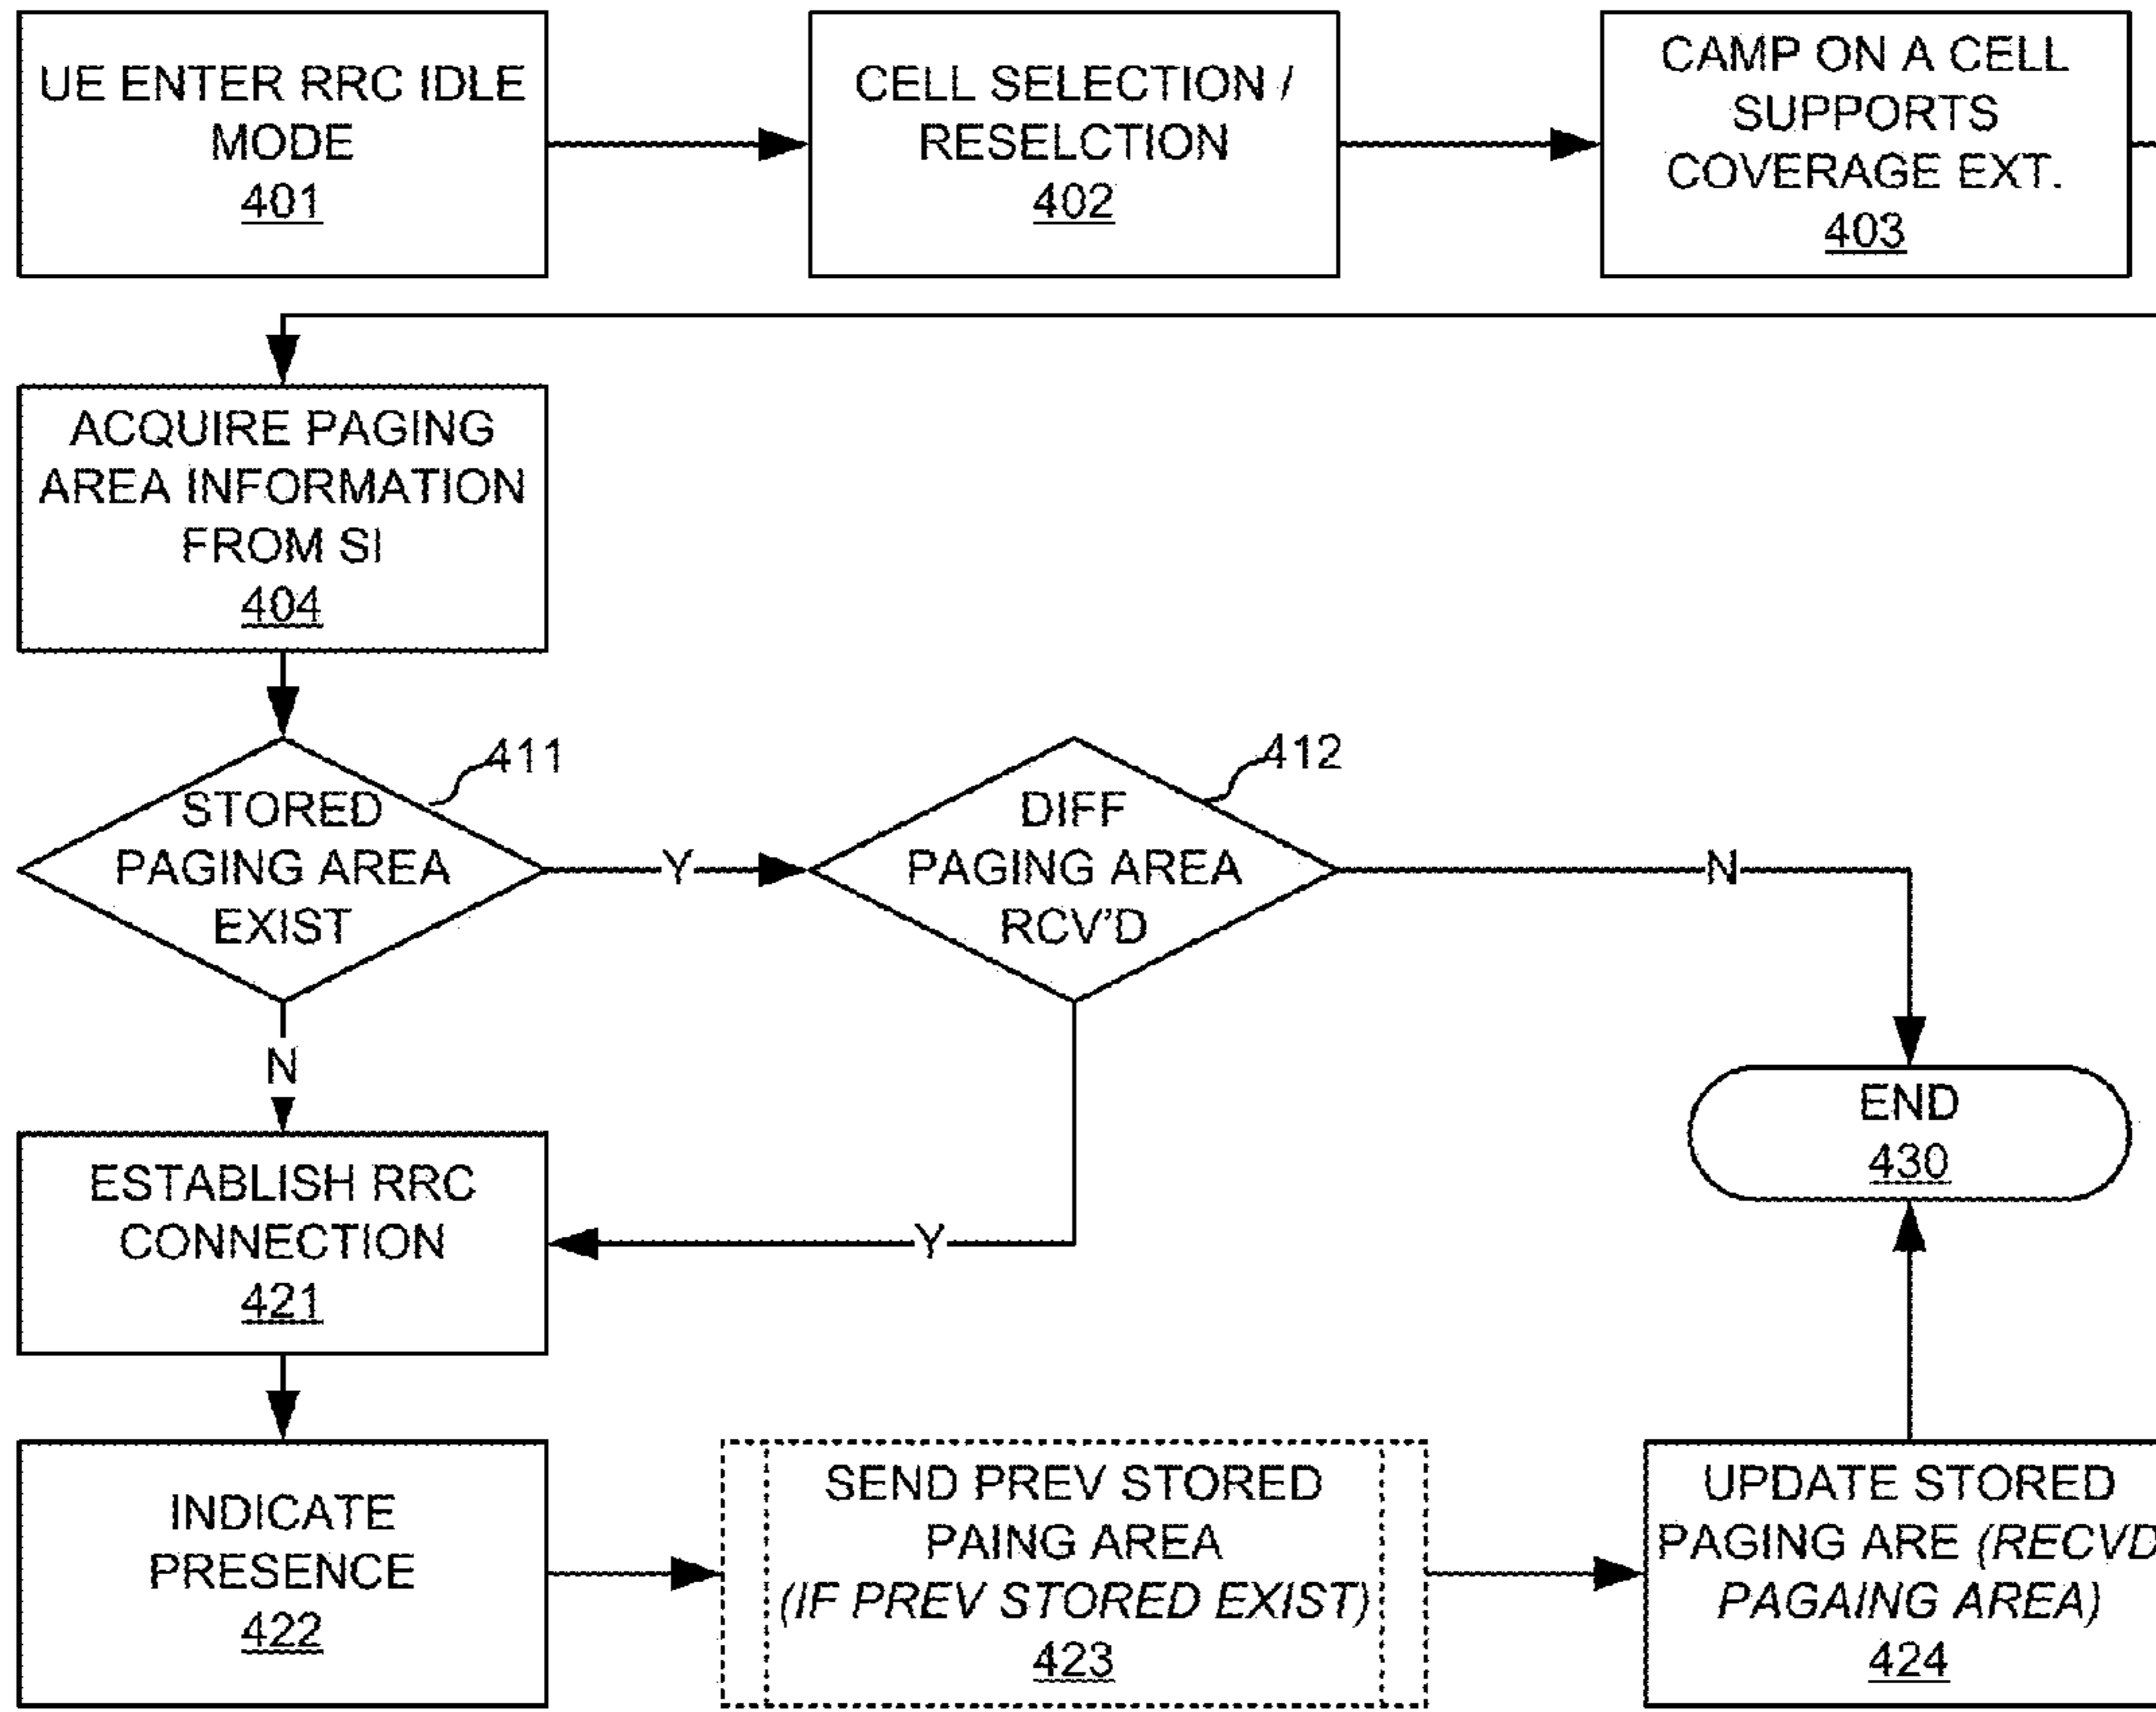 UE ENTER RRC IDLE
MODE
401
CELL SELECTION /
RESELCTION
402
CAMP ON A CELL
SUPPORTS
COVERAGE EXT.
403
ACQUIRE PAGING
AREA INFORMATION
FROM SI
404
411
STORED
PAGING AREA
EXIST
Y
412
DIFF
PAGING AREA
RCV'D
N
N
END
430
ESTABLISH RRC
CONNECTION
421
Y
INDICATE
PRESENCE
422
SEND PREV STORED
PAING AREA
(IF PREV STORED EXIST)
423
UPDATE STORED
PAGING ARE (RECVD
PAGAING AREA)
424